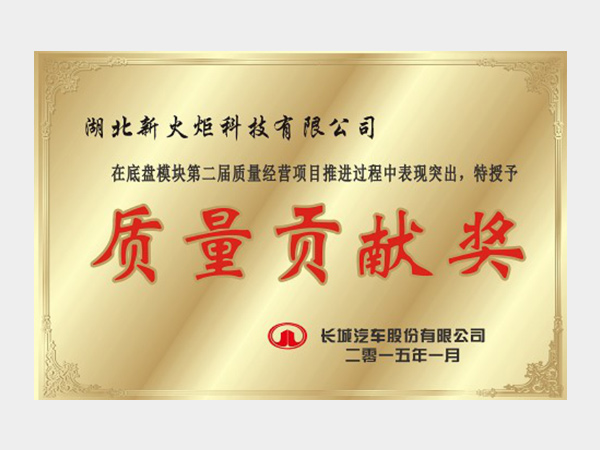 湖北新火炬科技有限公司
在底盘模块第二届质量经营项目推进过程中表现突出，特授予
质量贡献奖
长城汽车股份有限公司
二零一五年一月